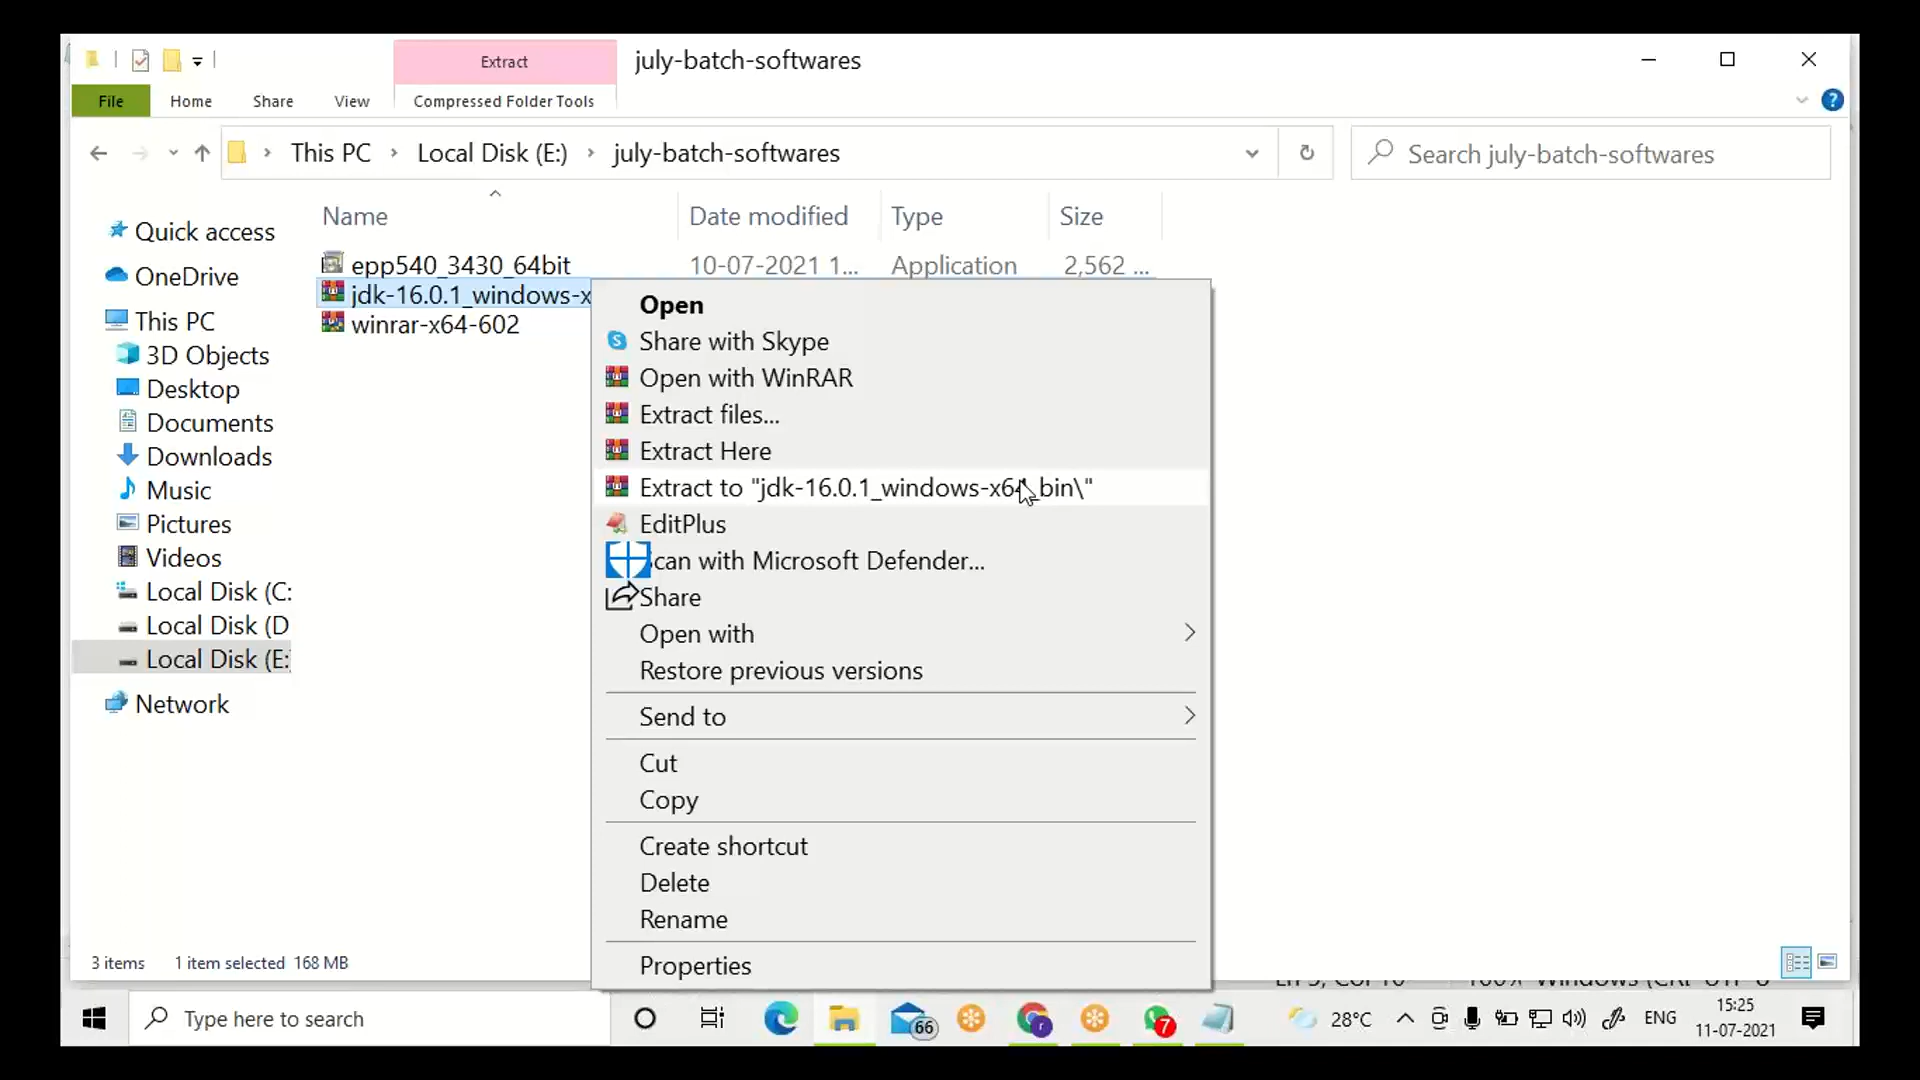 Extract
july-batch-softwares
File
Home
Share
View
Compressed Folder Tools
?
This PC
Local Disk (E:)
july-batch-softwares
Search july-batch-softwares
Name
Date modified
Type
Size
epp540_3430_64bit
10-07-2021 1...
Application
2,562 ...
jdk-16.0.1_windows-x
winrar-x64-602
Quick access
OneDrive
This PC
3D Objects
Desktop
Documents
Downloads
Music
Pictures
Videos
Local Disk (C:
Local Disk (D
Local Disk (E:
Network
Open
Share with Skype
Open with WinRAR
Extract files...
Extract Here
Extract to "jdk-16.0.1_windows-x64_bin\"
EditPlus
can with Microsoft Defender...
Share
Open with
Restore previous versions
Send to
Cut
Copy
Create shortcut
Delete
Rename
Properties
3 items
1 item selected 168 MB
Type here to search
66
r
7
28°C
ENG
15:25
11-07-2021